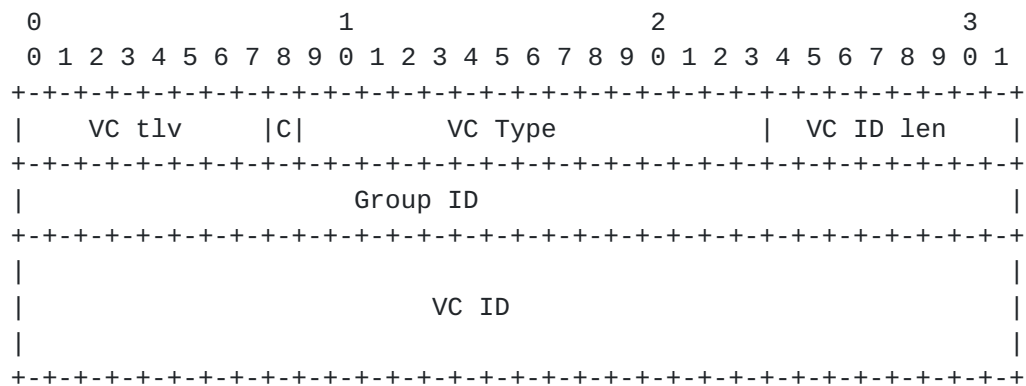 0                   1                   2                   3
 0 1 2 3 4 5 6 7 8 9 0 1 2 3 4 5 6 7 8 9 0 1 2 3 4 5 6 7 8 9 0 1
+-+-+-+-+-+-+-+-+-+-+-+-+-+-+-+-+-+-+-+-+-+-+-+-+-+-+-+-+-+-+-+-+
|    VC tlv     |C|         VC Type             |  VC ID len    |
+-+-+-+-+-+-+-+-+-+-+-+-+-+-+-+-+-+-+-+-+-+-+-+-+-+-+-+-+-+-+-+-+
|                     Group ID                                  |
+-+-+-+-+-+-+-+-+-+-+-+-+-+-+-+-+-+-+-+-+-+-+-+-+-+-+-+-+-+-+-+-+
|                                                               |
|                          VC ID                                |
|                                                               |
+-+-+-+-+-+-+-+-+-+-+-+-+-+-+-+-+-+-+-+-+-+-+-+-+-+-+-+-+-+-+-+-+